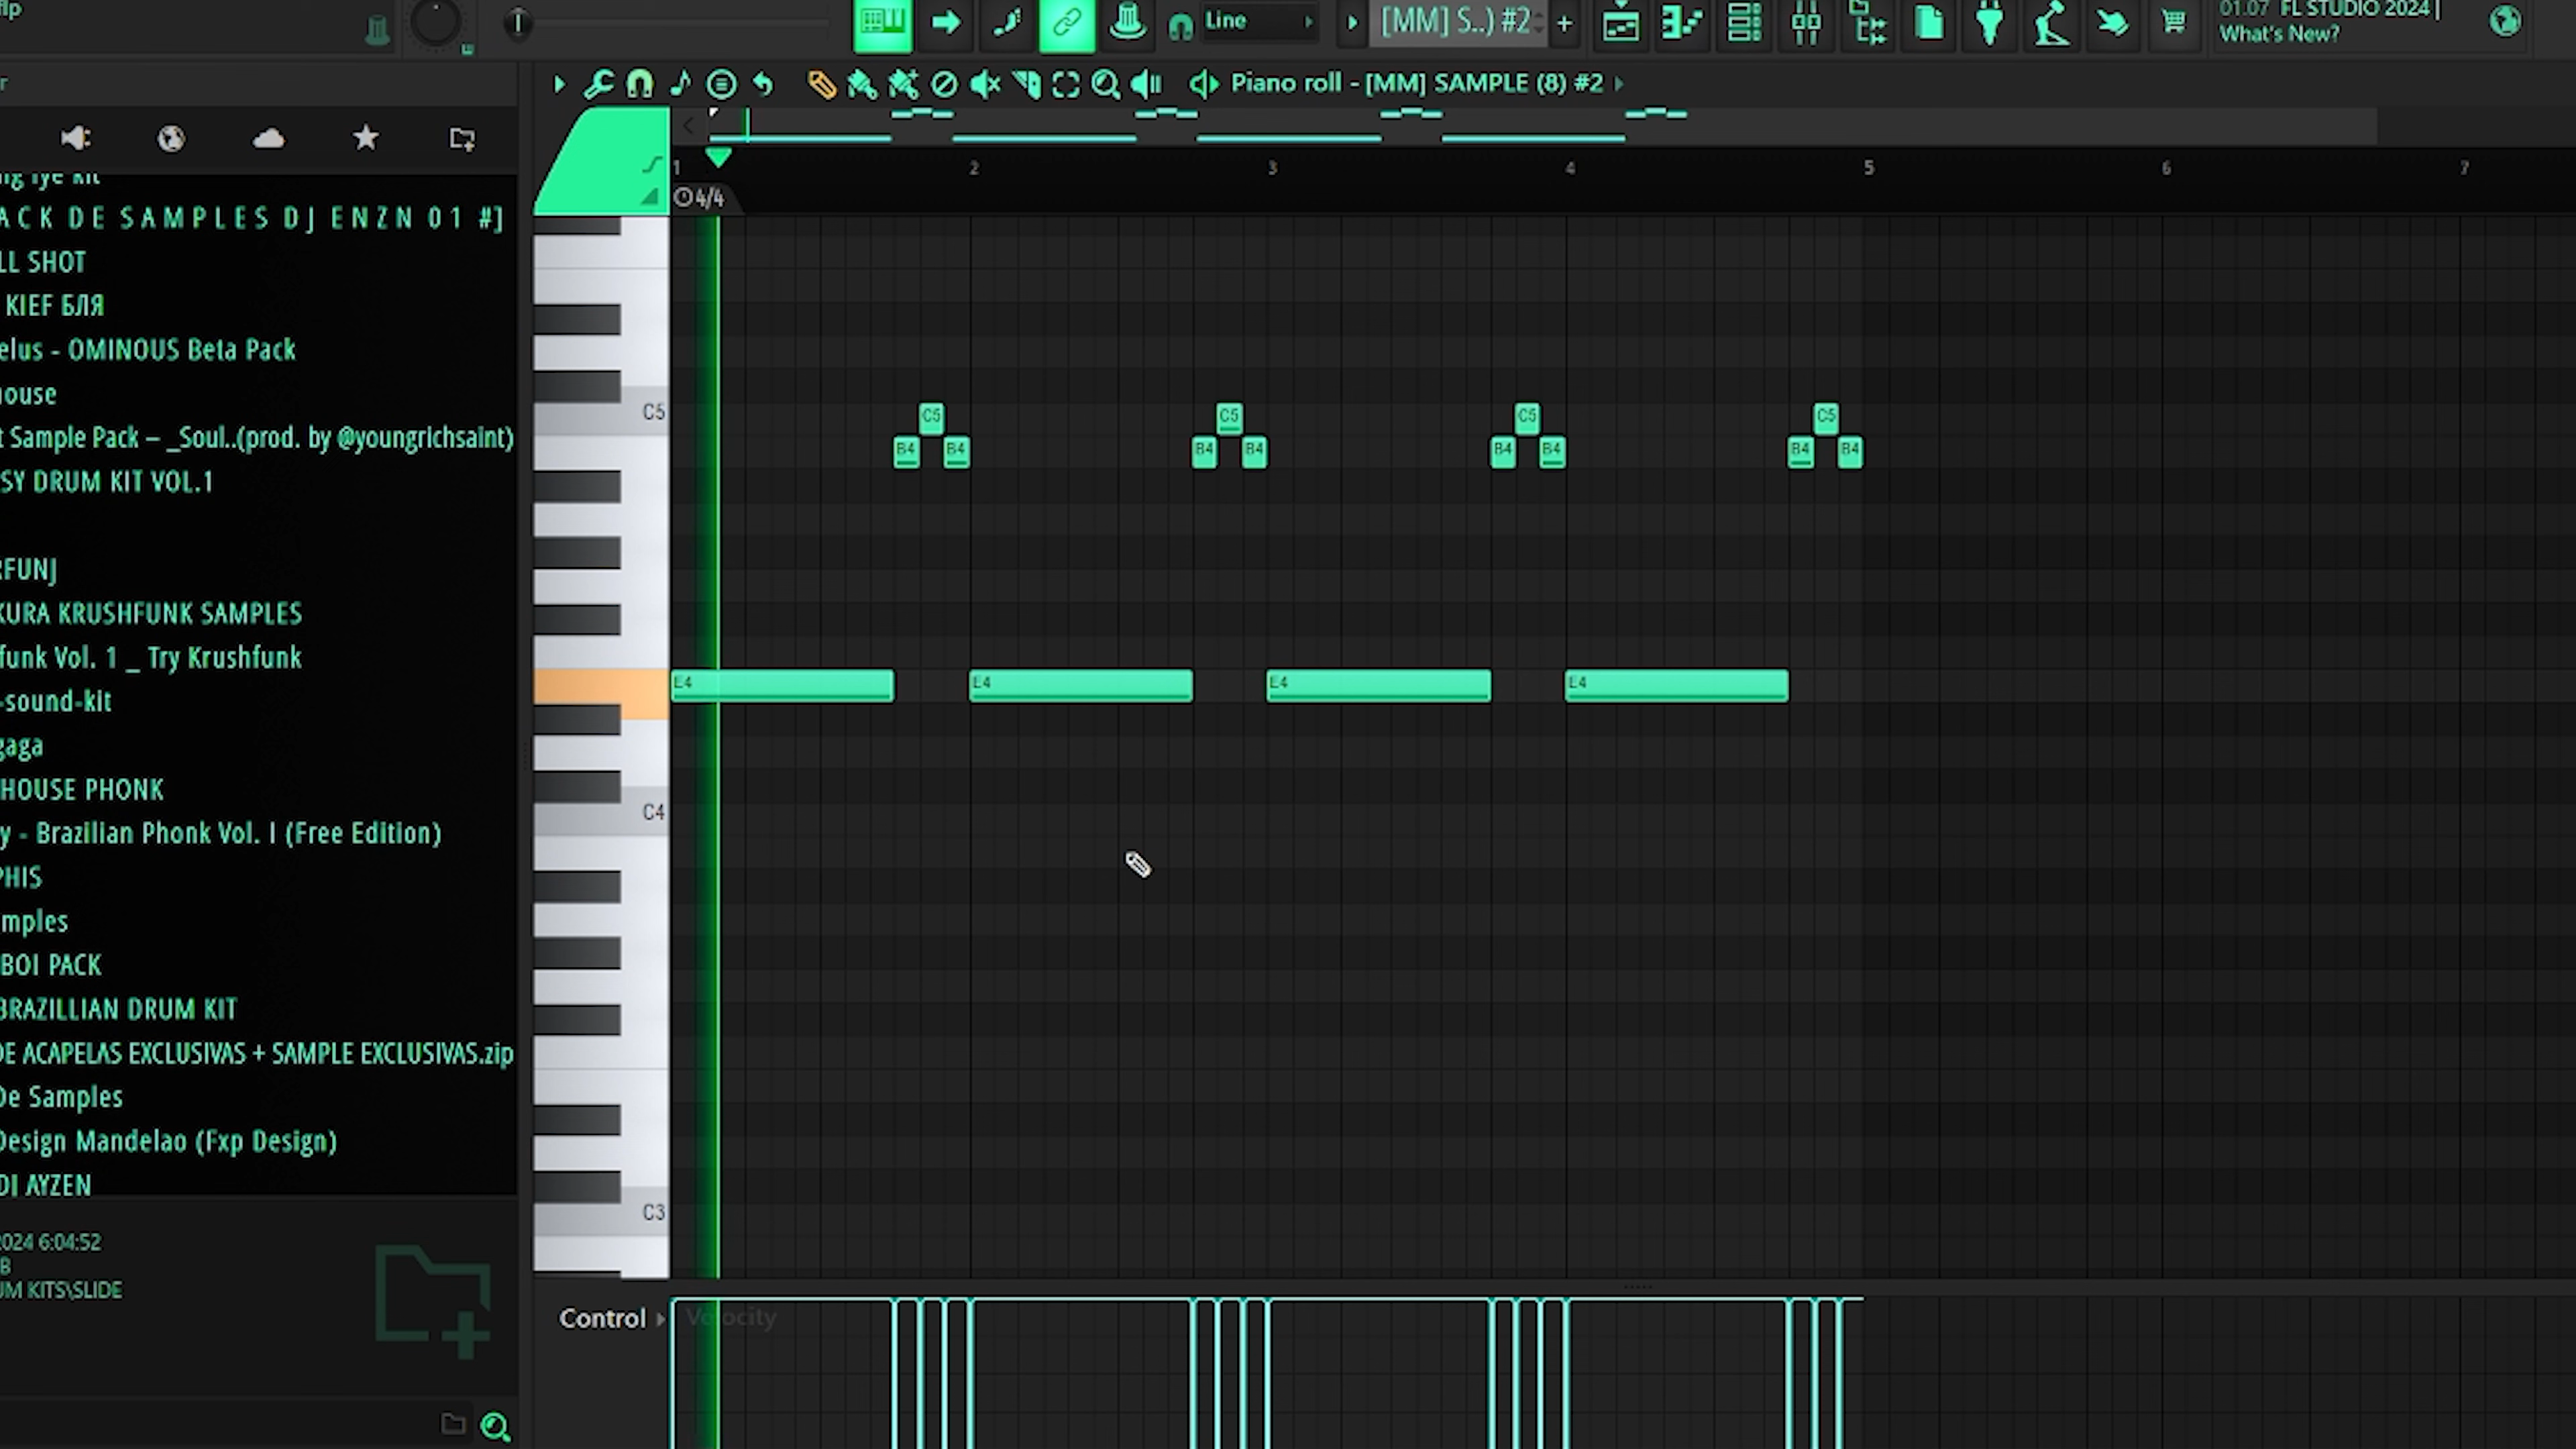 flp
Line
[MM] S..) #2
+
01.07 FL STUDIO 2024 |
What's New?
Piano roll - [MM] SAMPLE (8) #2
1 2 3 4 5 6 7
4/4
ACK DE SAMPLES DJ ENZN 01 #]
LL SHOT
KIEF БЛЯ
elus - OMINOUS Beta Pack
house
t Sample Pack – _Soul..(prod. by @youngrichsaint)
SY DRUM KIT VOL.1
RFUNJ
KURA KRUSHFUNK SAMPLES
funk Vol. 1 _ Try Krushfunk
-sound-kit
gaga
HOUSE PHONK
y - Brazilian Phonk Vol. I (Free Edition)
PHIS
mples
BOI PACK
BRAZILLIAN DRUM KIT
DE ACAPELAS EXCLUSIVAS + SAMPLE EXCLUSIVAS.zip
De Samples
Design Mandelao (Fxp Design)
DI AYZEN
2024 6:04:52
B
UM KITS\SLIDE
C5
C4
C3
C5 C5 C5 C5
B4 B4 B4 B4 B4 B4 B4 B4
E4 E4 E4 E4
Control
Velocity